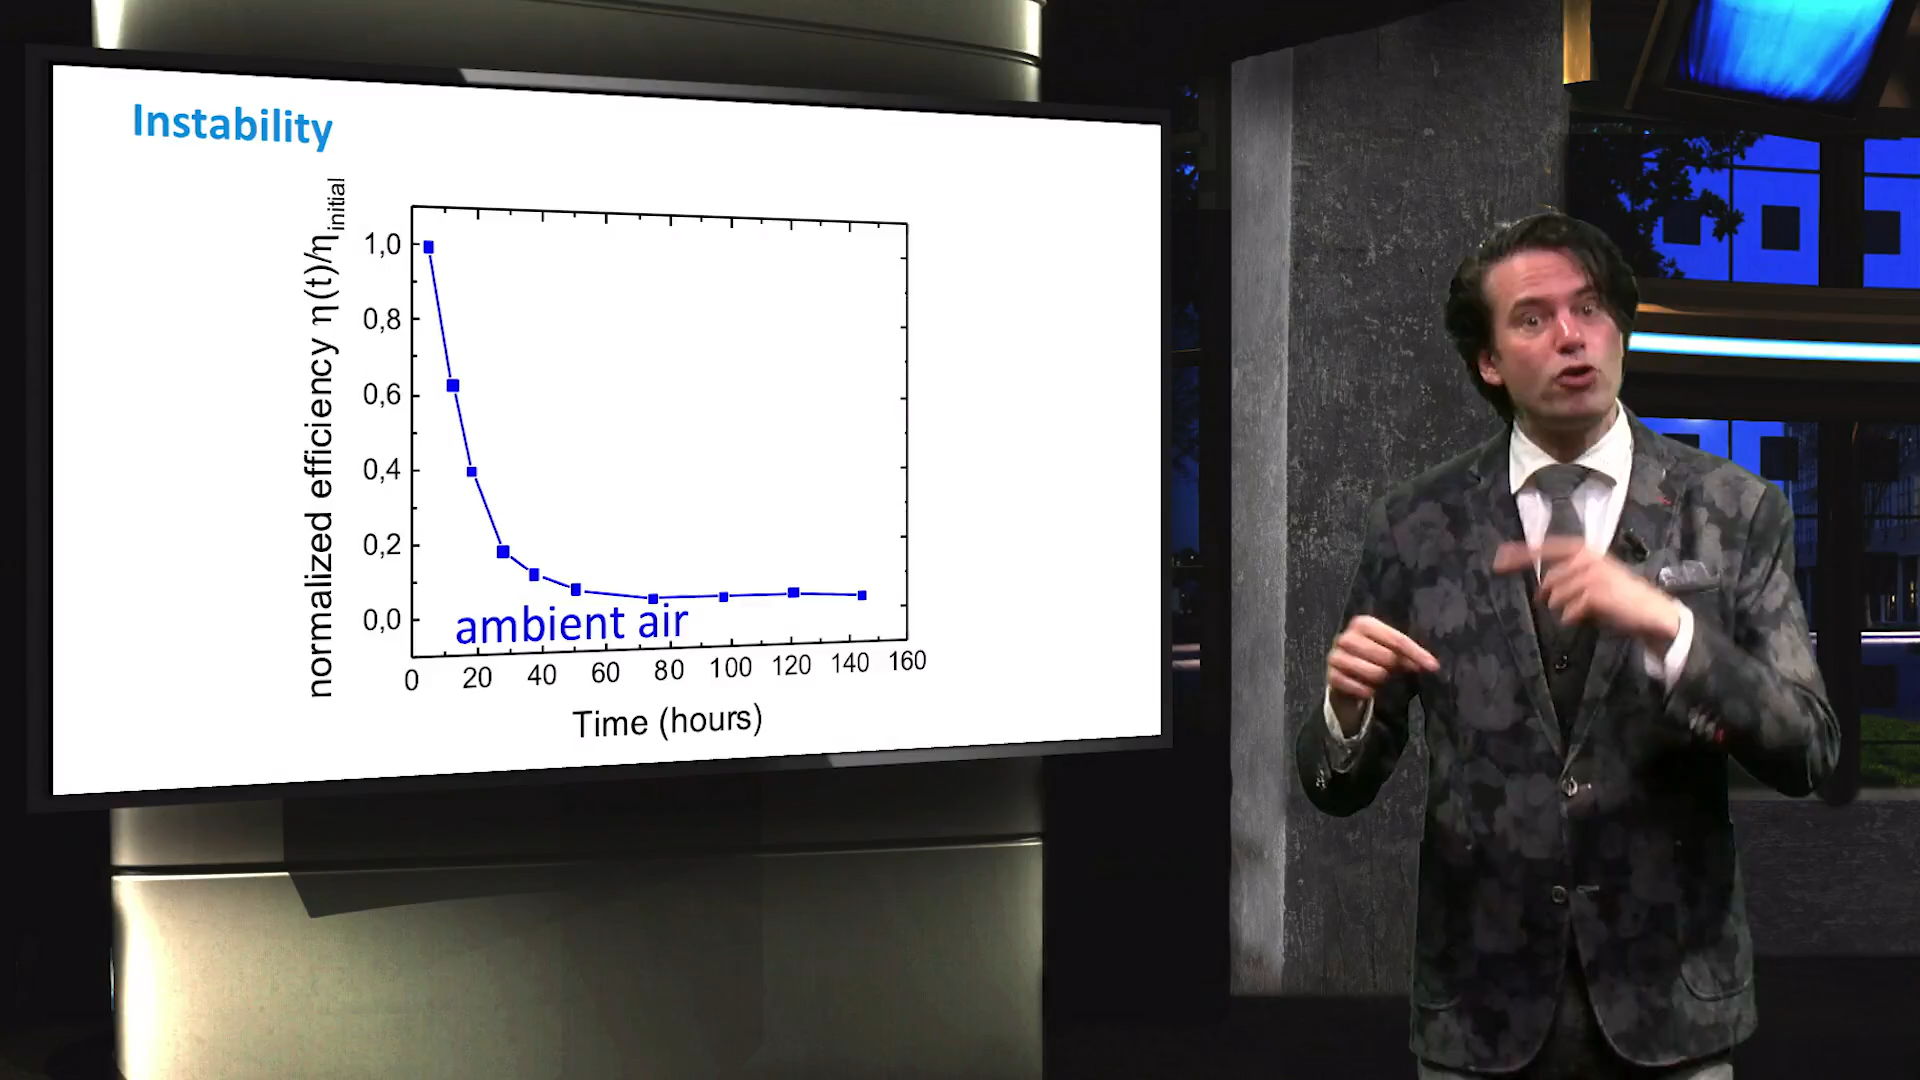 Instability
normalized efficiency η(t)/ηinitial
1,0
0,8
0,6
0,4
0,2
0,0
ambient air
0 20 40 60 80 100 120 140 160
Time (hours)